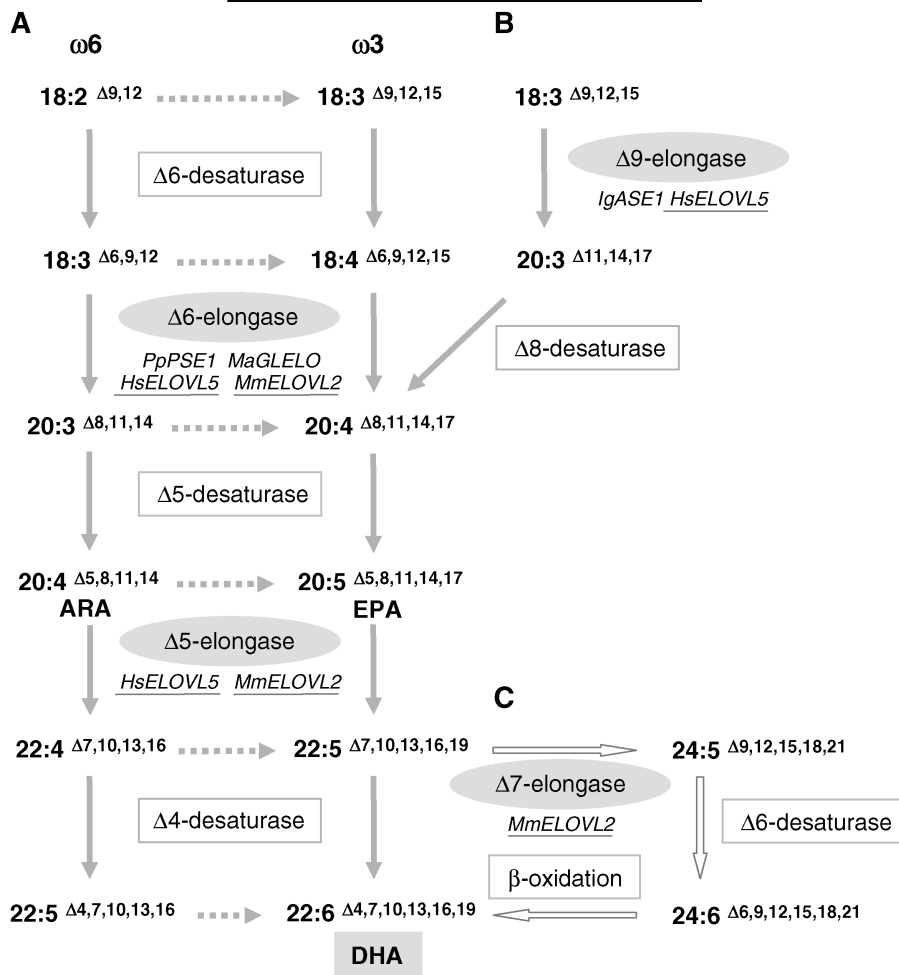 A
B
ω6
ω3
18:2 Δ9,12
18:3 Δ9,12,15
18:3 Δ9,12,15
Δ6-desaturase
Δ9-elongase
IgASE1 HsELOVL5
18:3 Δ6,9,12
18:4 Δ6,9,12,15
20:3 Δ11,14,17
Δ6-elongase
Δ8-desaturase
PpPSE1 MaGLELO
HsELOVL5 MmELOVL2
20:3 Δ8,11,14
20:4 Δ8,11,14,17
Δ5-desaturase
20:4 Δ5,8,11,14
20:5 Δ5,8,11,14,17
ARA
EPA
Δ5-elongase
HsELOVL5 MmELOVL2
C
22:4 Δ7,10,13,16
22:5 Δ7,10,13,16,19
24:5 Δ9,12,15,18,21
Δ7-elongase
MmELOVL2
Δ4-desaturase
Δ6-desaturase
β-oxidation
22:5 Δ4,7,10,13,16
22:6 Δ4,7,10,13,16,19
24:6 Δ6,9,12,15,18,21
DHA